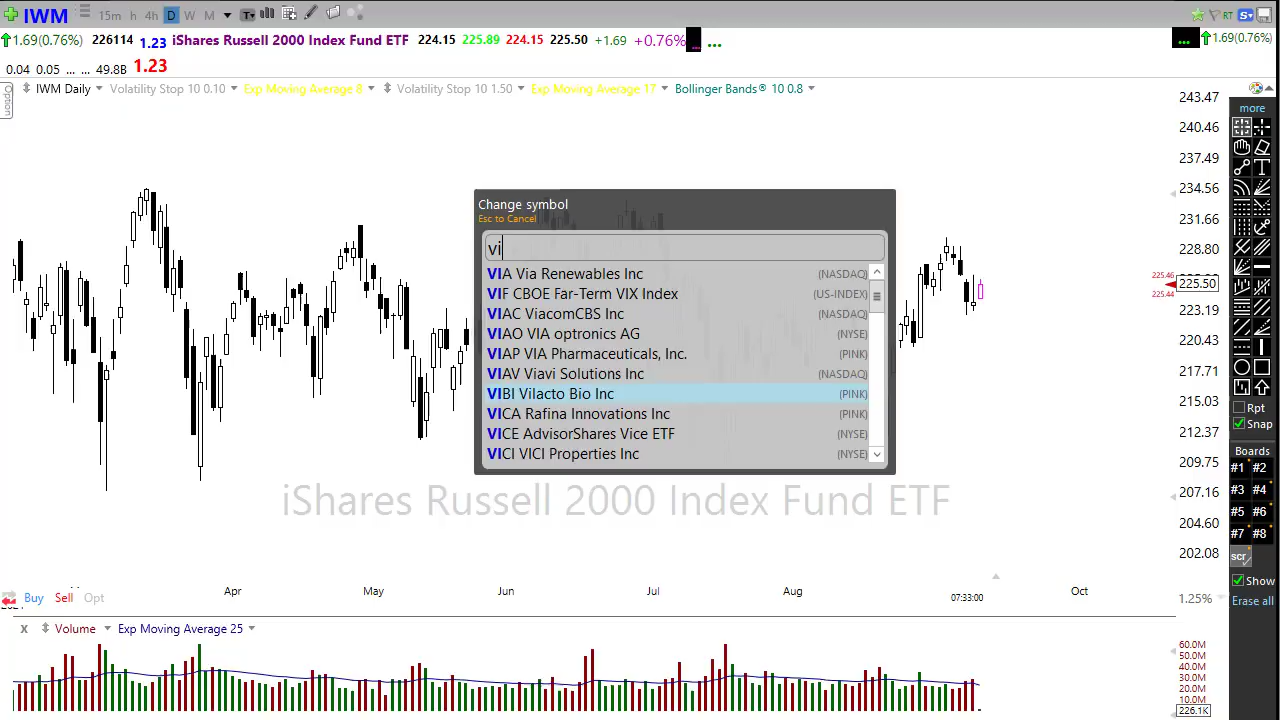 IWM 15m h 4h D W M T RT S
1.69(0.76%) 226114 1.23 iShares Russell 2000 Index Fund ETF 224.15 225.89 224.15 225.50 +1.69 +0.76% ... ... ... 1.69(0.76%)
0.04 0.05 ... ... 49.8B 1.23
Option IWM Daily Volatility Stop 10 0.10 Exp Moving Average 8 Volatility Stop 10 1.50 Exp Moving Average 17 Bollinger Bands® 10 0.8
243.47
more
240.46
237.49
234.56
231.66
228.80
225.46
225.50
225.44
223.19
220.43
217.71
215.03
212.37
209.75
207.16
204.60
202.08
Change symbol
Esc to Cancel
vi
VIA Via Renewables Inc (NASDAQ)
VIF CBOE Far-Term VIX Index (US-INDEX)
VIAC ViacomCBS Inc (NASDAQ)
VIAO VIA optronics AG (NYSE)
VIAP VIA Pharmaceuticals, Inc. (PINK)
VIAV Viavi Solutions Inc (NASDAQ)
VIBI Vilacto Bio Inc (PINK)
VICA Rafina Innovations Inc (PINK)
VICE AdvisorShares Vice ETF (NYSE)
VICI VICI Properties Inc (NYSE)
iShares Russell 2000 Index Fund ETF
T
Rpt
Snap
Boards
#1 #2
#3 #4
#5 #6
#7 #8
scr
Show
Erase all
Apr May Jun Jul Aug 07:33:00 Oct
Buy Sell Opt 1.25%
X Volume Exp Moving Average 25
60.0M
50.0M
40.0M
30.0M
20.0M
10.0M
226.1K